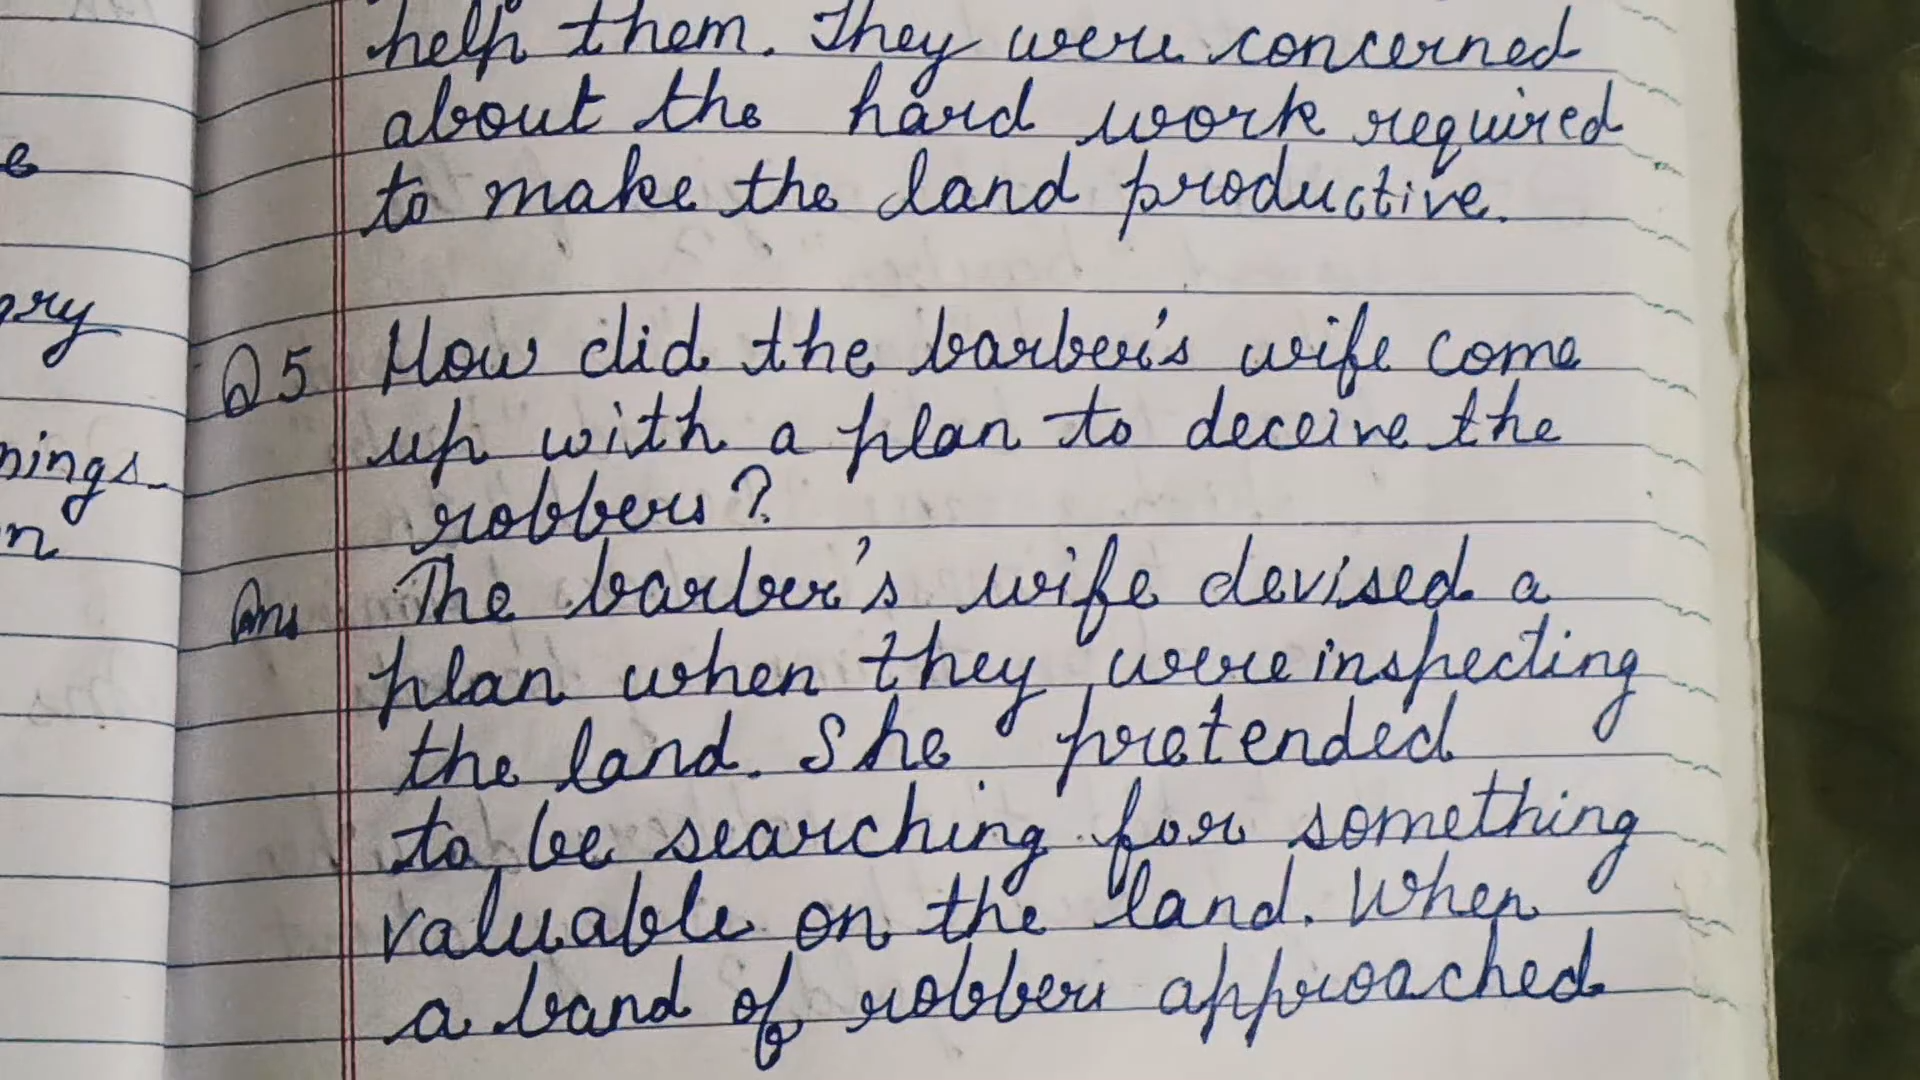 e
gry
nings
n
help them. They were concerned
about the hard work required
to make the land productive.
Q5 How did the barber's wife come
up with a plan to deceive the
robbers?
Ans The barber's wife devised a
plan when they were inspecting
the land. She pretended
to be searching for something
valuable on the land. When
a band of robbers approached